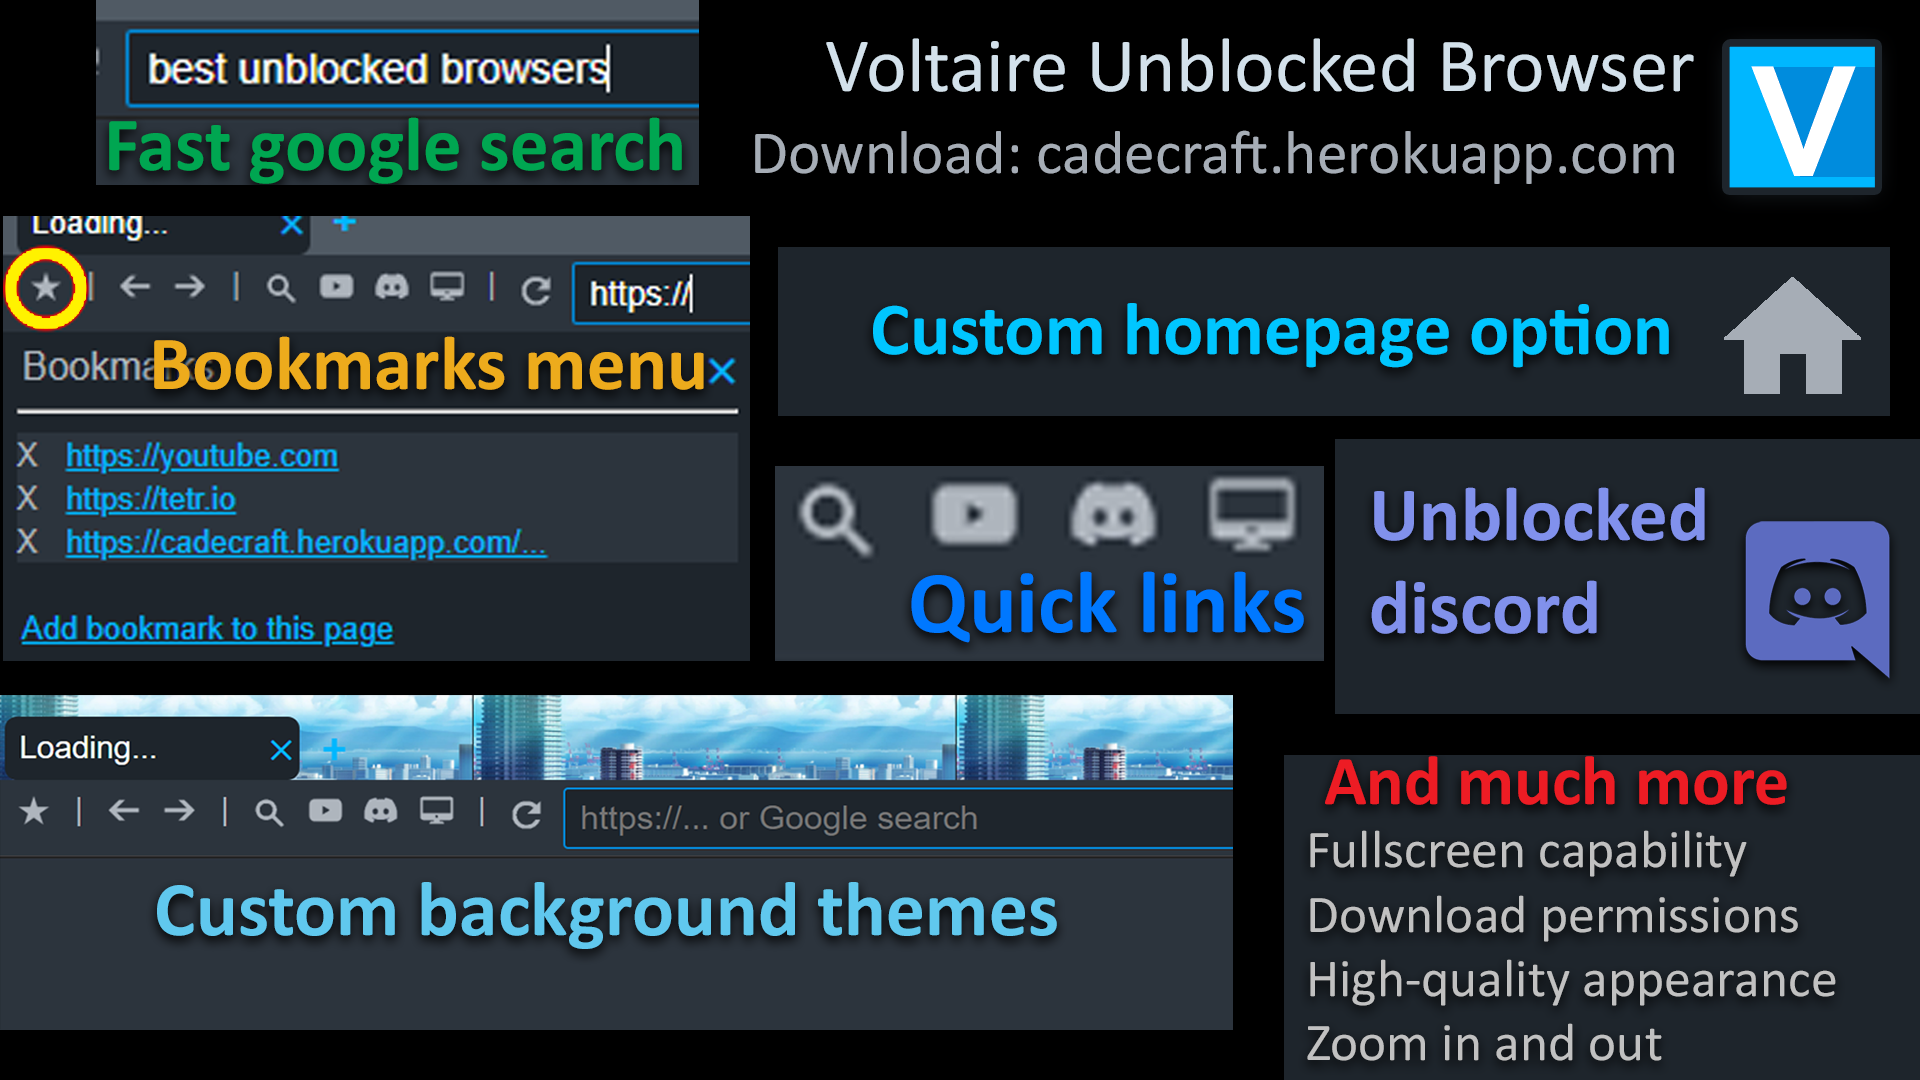 best unblocked browsers
Fast google search
Voltaire Unblocked Browser
V
Download: cadecraft.herokuapp.com
Loading...
https://
Bookmarks
Bookmarks menu
X https://youtube.com
X https://tetr.io
X https://cadecraft.herokuapp.com/...
Add bookmark to this page
Custom homepage option
Quick links
Unblocked
discord
Loading...
https://... or Google search
Custom background themes
And much more
Fullscreen capability
Download permissions
High-quality appearance
Zoom in and out